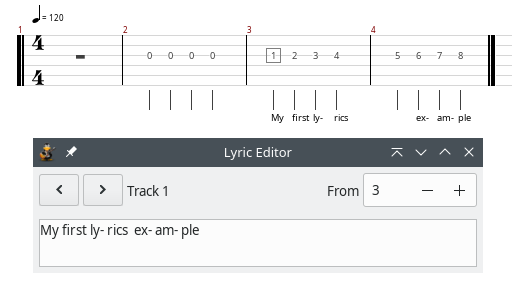 = 120
1 2 3 4
4
4
0 0 0 0 1 2 3 4 5 6 7 8
My first ly- rics ex- am- ple
Lyric Editor
< > Track 1 From 3 − +
My first ly- rics ex- am- ple